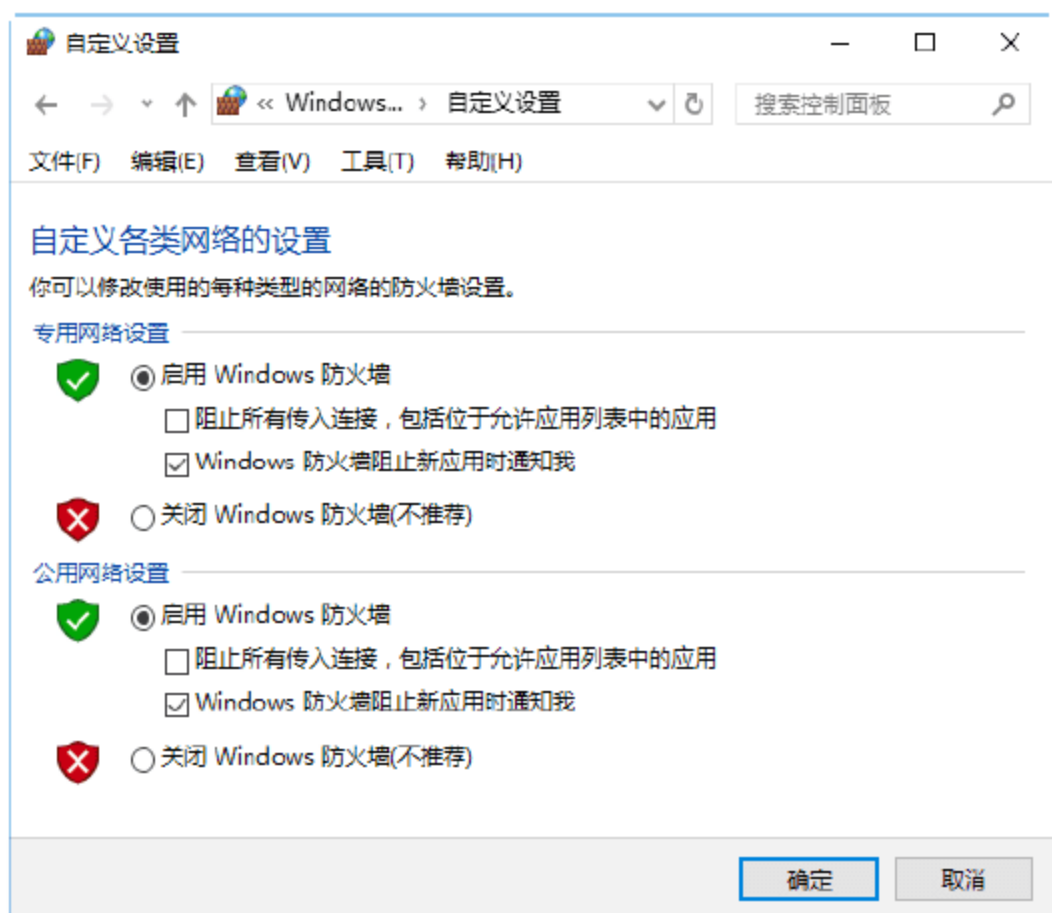 自定义设置
« Windows... › 自定义设置 搜索控制面板
文件(F) 编辑(E) 查看(V) 工具(T) 帮助(H)
自定义各类网络的设置
你可以修改使用的每种类型的网络的防火墙设置。
专用网络设置
启用 Windows 防火墙
阻止所有传入连接，包括位于允许应用列表中的应用
Windows 防火墙阻止新应用时通知我
关闭 Windows 防火墙(不推荐)
公用网络设置
启用 Windows 防火墙
阻止所有传入连接，包括位于允许应用列表中的应用
Windows 防火墙阻止新应用时通知我
关闭 Windows 防火墙(不推荐)
确定 取消